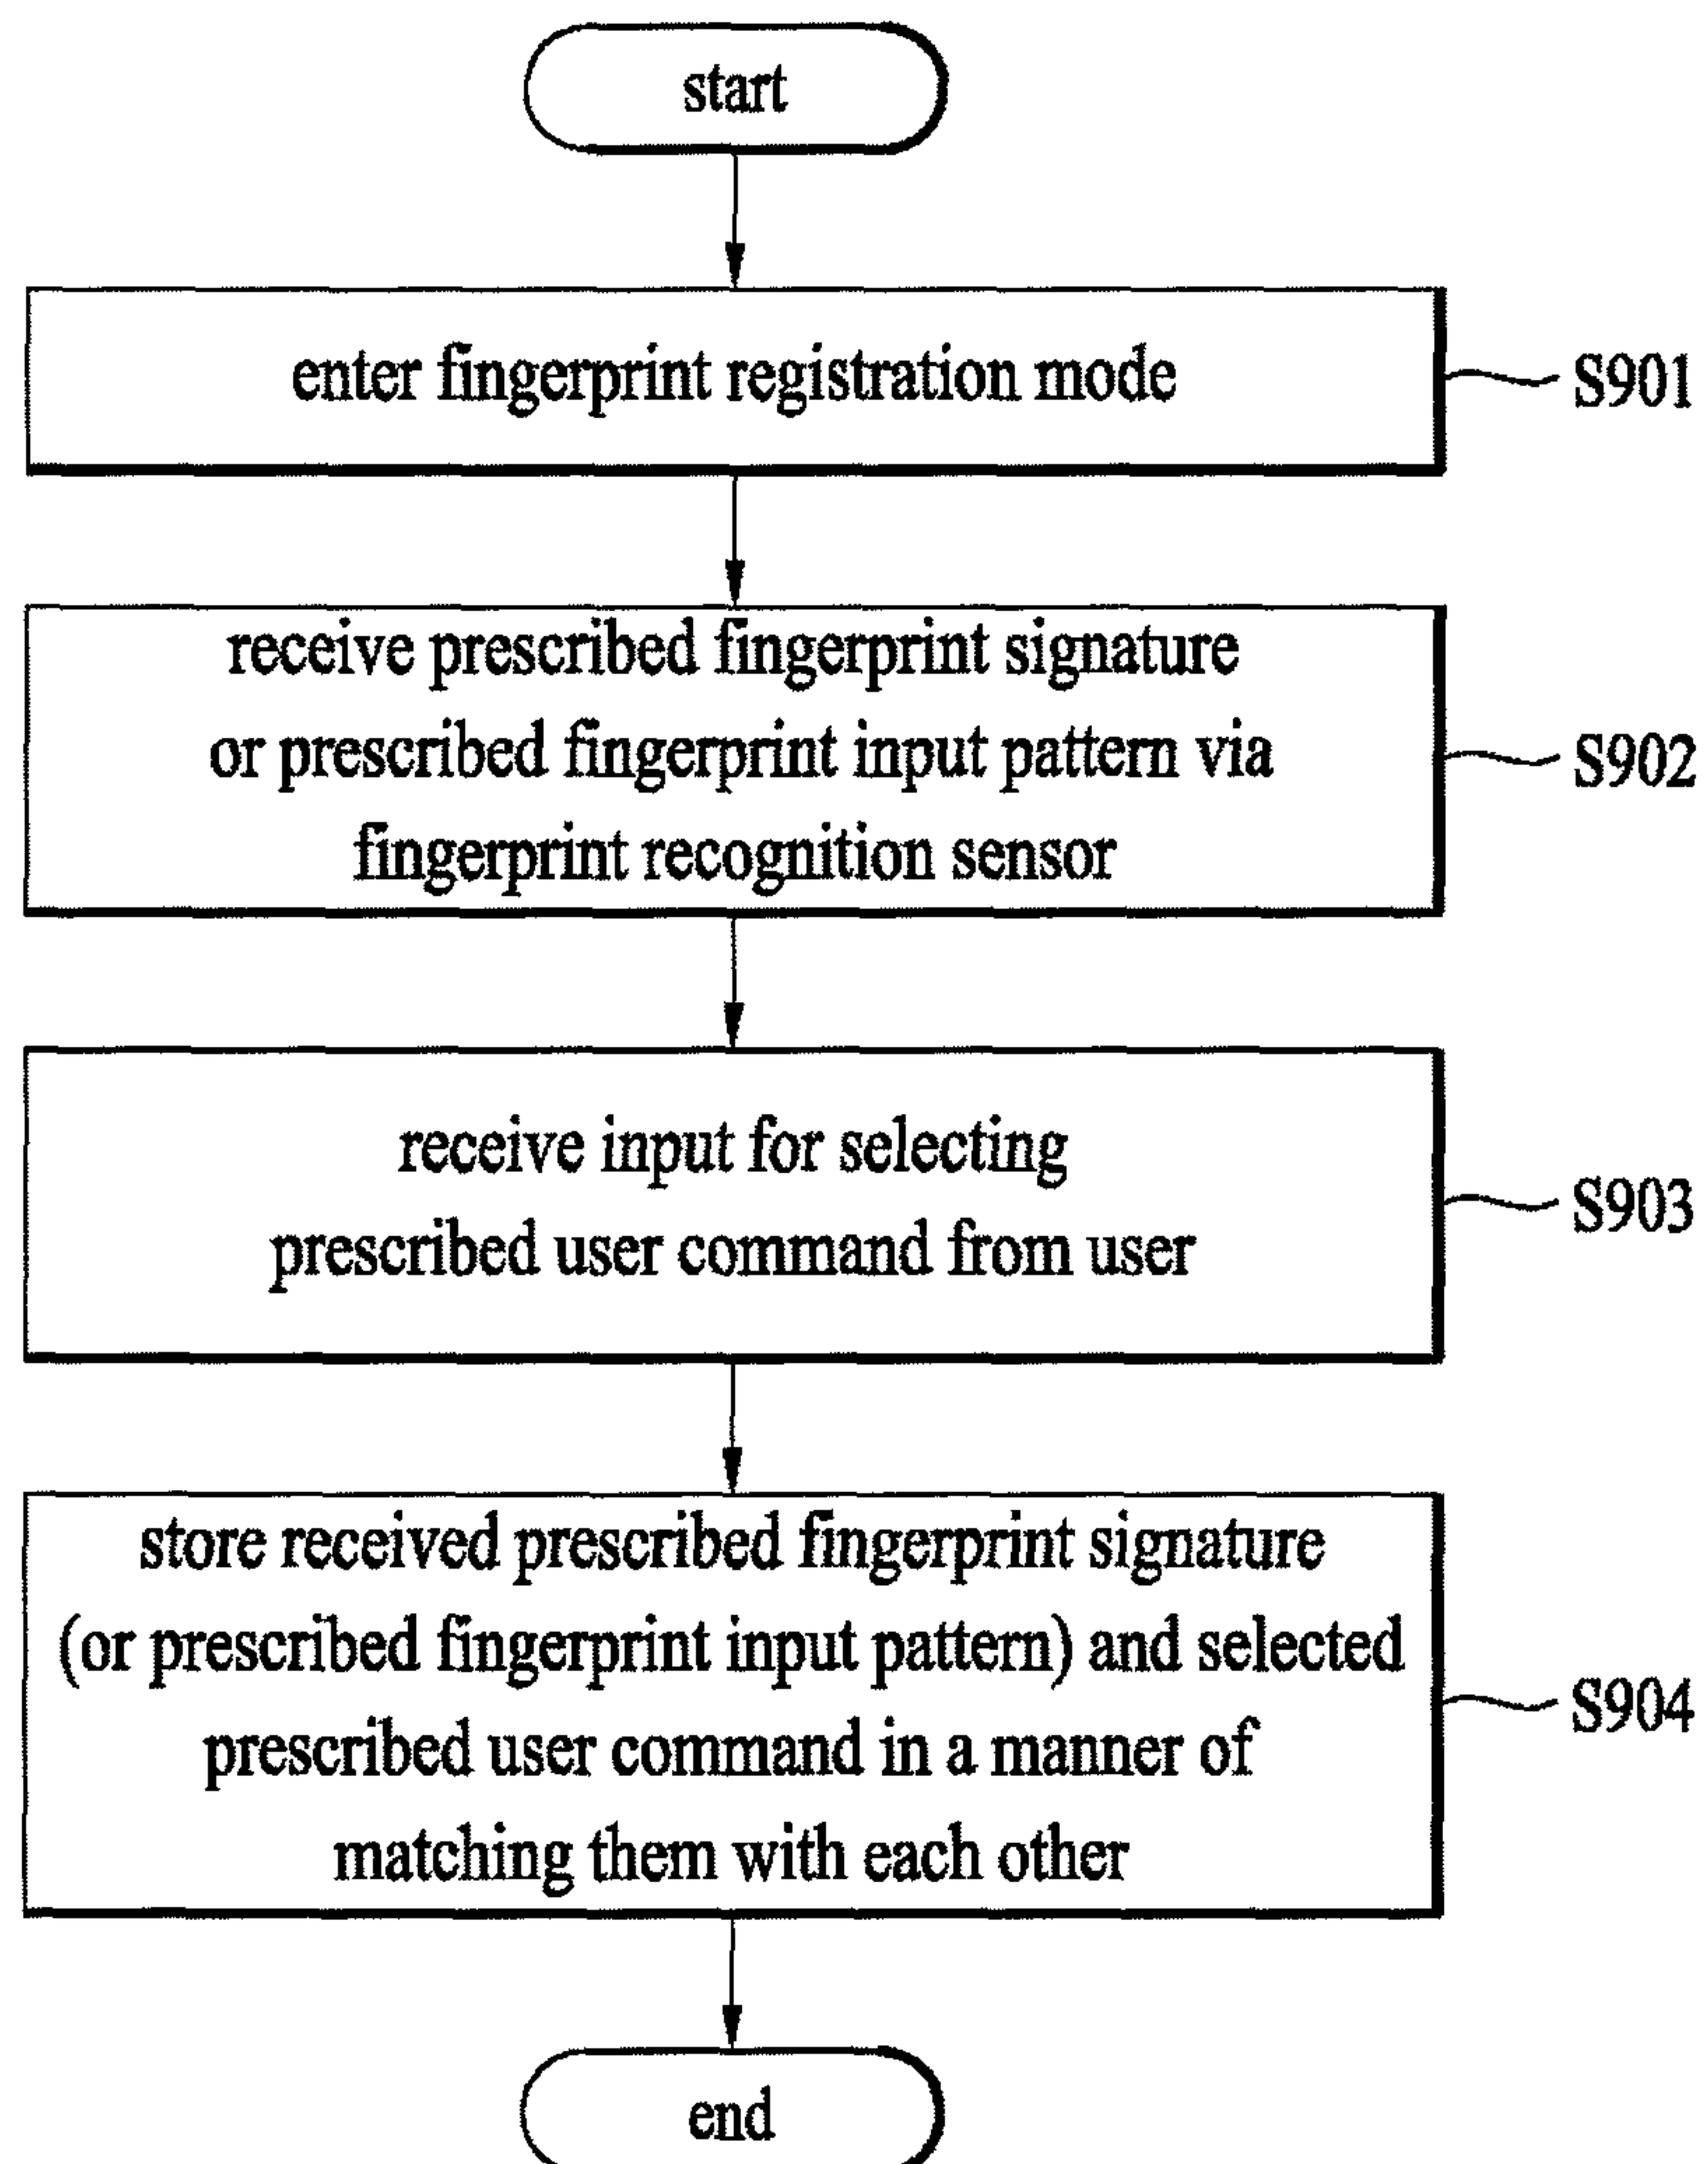 start
enter fingerprint registration mode
S901
receive prescribed fingerprint signature
or prescribed fingerprint input pattern via
S902
fingerprint recognition sensor
receive input for selecting
S903
prescribed user command from user
store received prescribed fingerprint signature
(or prescribed fingerprint input pattern) and selected
S904
prescribed user command in a manner of
matching them with each other
end